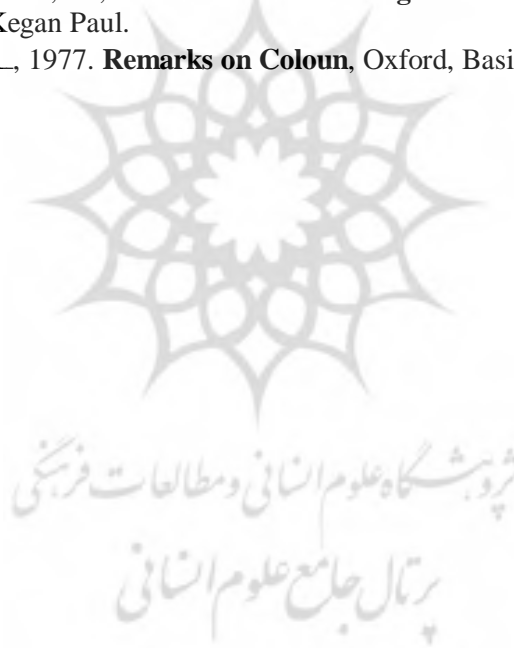 Kegan Paul.
, 1977. Remarks on Coloun, Oxford, Basi
پژوهشگاه علوم انسانی و مطالعات فرهنگی
پرتال جامع علوم انسانی